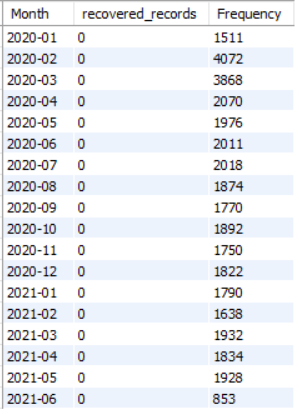 Month recovered_records Frequency
2020-01 0 1511
2020-02 0 4072
2020-03 0 3868
2020-04 0 2070
2020-05 0 1976
2020-06 0 2011
2020-07 0 2018
2020-08 0 1874
2020-09 0 1770
2020-10 0 1892
2020-11 0 1750
2020-12 0 1822
2021-01 0 1790
2021-02 0 1638
2021-03 0 1932
2021-04 0 1834
2021-05 0 1928
2021-06 0 853